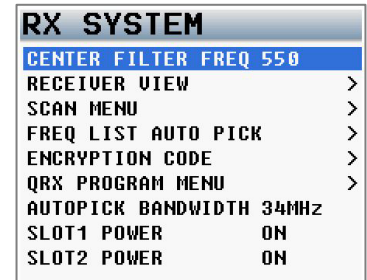 RX SYSTEM
CENTER FILTER FREQ 550
RECEIVER VIEW >
SCAN MENU >
FREQ LIST AUTO PICK >
ENCRYPTION CODE >
QRX PROGRAM MENU >
AUTOPICK BANDWIDTH 34MHz
SLOT1 POWER ON
SLOT2 POWER ON